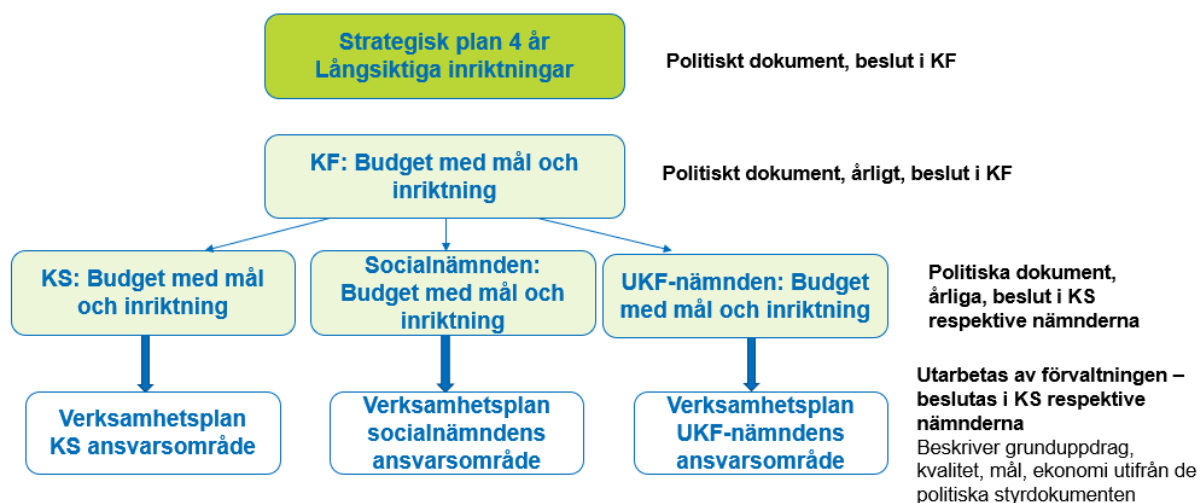 Strategisk plan 4 år
Långsiktiga inriktningar
Politiskt dokument, beslut i KF
KF: Budget med mål och
inriktning
Politiskt dokument, årligt, Beslut i KF
KS: Budget med mål
och inriktning
Socialnämnden:
Budget med mål och
inriktning
UKF-nämnden: Budget
med mål och inriktning
Politiska dokument,
årliga, beslut i KS
respektive nämnderna
Verksamhetsplan
KS ansvarsområde
Verksamhetsplan
socialnämndens
ansvarsområde
Verksamhetsplan
UKF-nämndens
ansvarsområde
Utarbetas av förvaltningen –
beslutas i KS respektive
nämnderna
Beskriver grunduppdrag,
kvalitet, mål, ekonomi utifrån de
politiska styrdokumenten